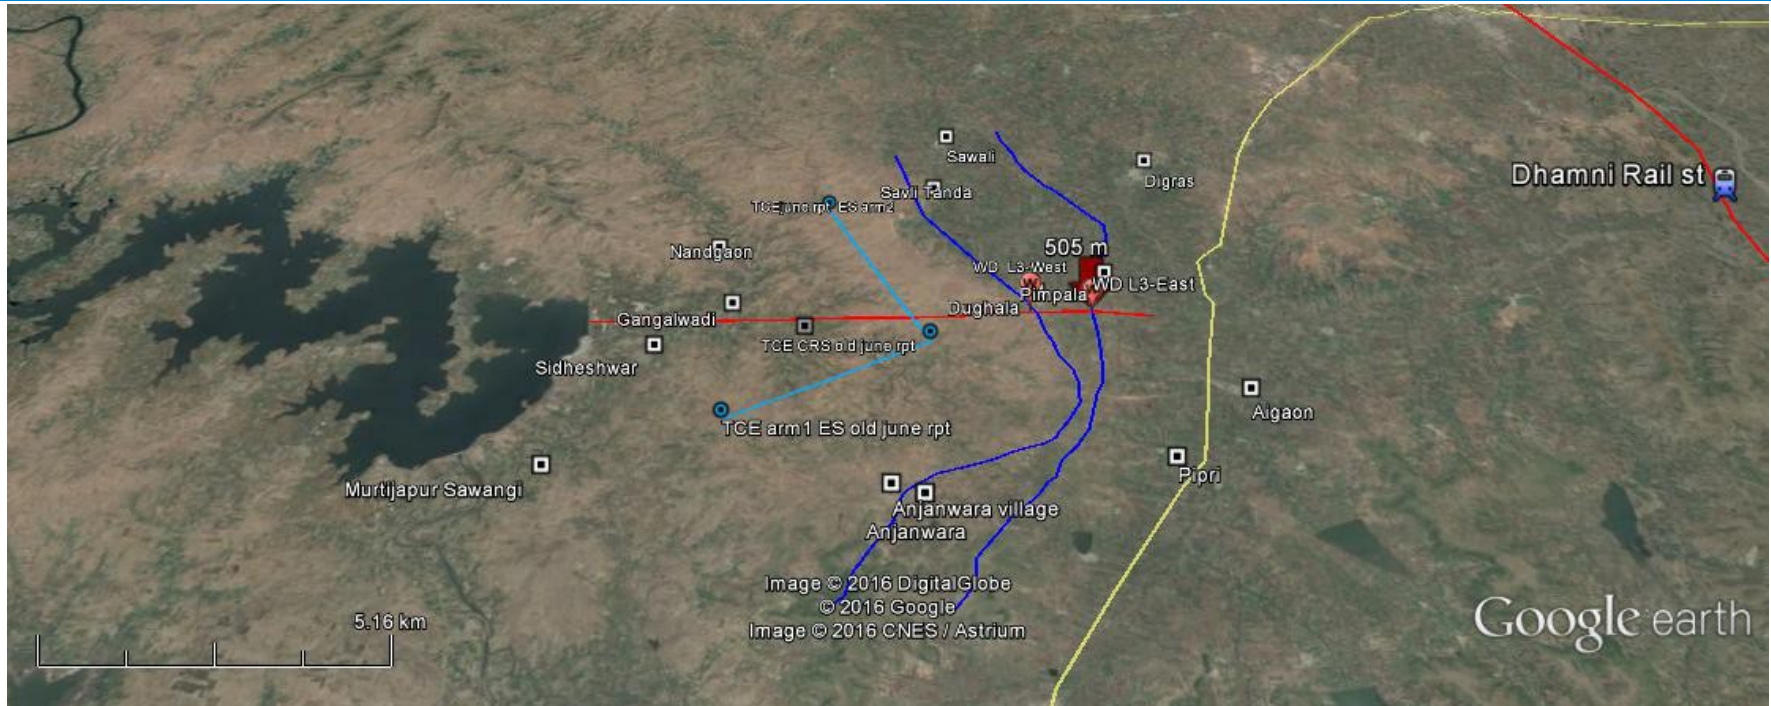 Sawali
Digras
Dhamni Rail st
Savli Tanda
TCEjune rpt ES arm2
Nandgaon
505 m
WD L3-West
WD L3-East
Pimpala
Dughala
Gangalwadi
TCE CRS old june rpt
Sidheshwar
Aigaon
TCE arm1 ES old june rpt
Pipri
Murtijapur Sawangi
Anjanwara village
Anjanwara
Image © 2016 DigitalGlobe
© 2016 Google
Image © 2016 CNES / Astrium
5.16 km
Google earth